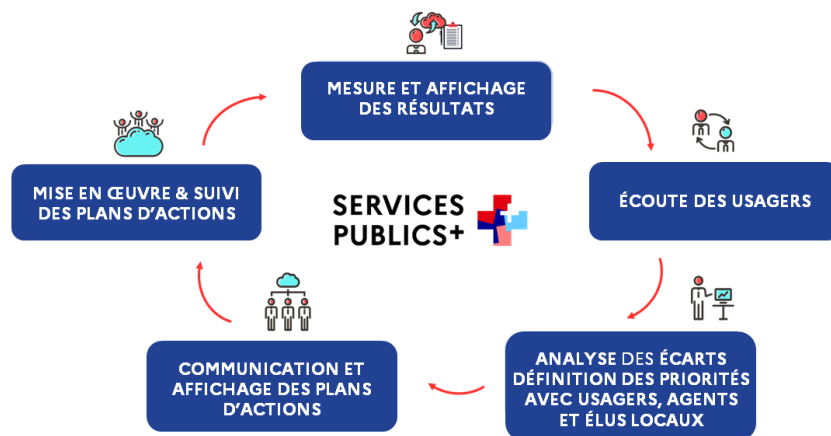 MESURE ET AFFICHAGE
DES RÉSULTATS
MISE EN ŒUVRE & SUIVI
DES PLANS D'ACTIONS
ÉCOUTE DES USAGERS
SERVICES
PUBLICS+
COMMUNICATION ET
AFFICHAGE DES PLANS
D'ACTIONS
ANALYSE DES ÉCARTS
DÉFINITION DES PRIORITÉS
AVEC USAGERS, AGENTS
ET ÉLUS LOCAUX